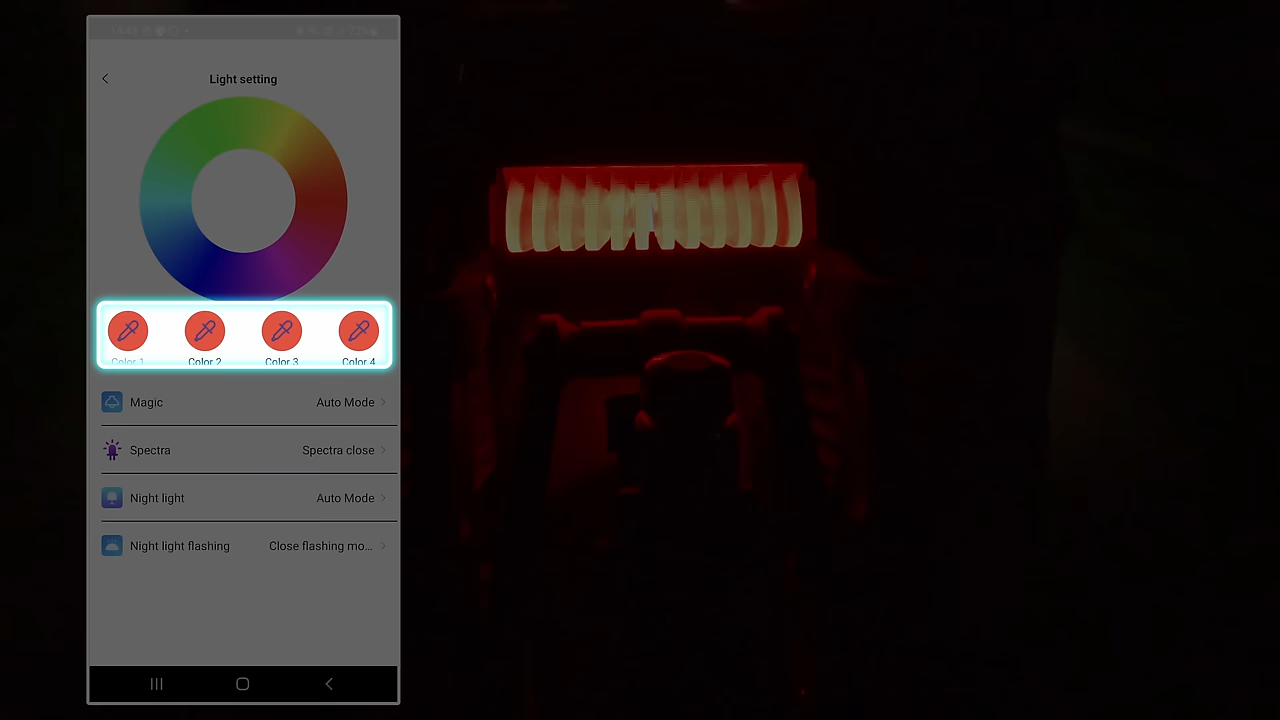 Light setting
Color 1 Color 2 Color 3 Color 4
Magic Auto Mode
Spectra Spectra close
Night light Auto Mode
Night light flashing Close flashing mo...